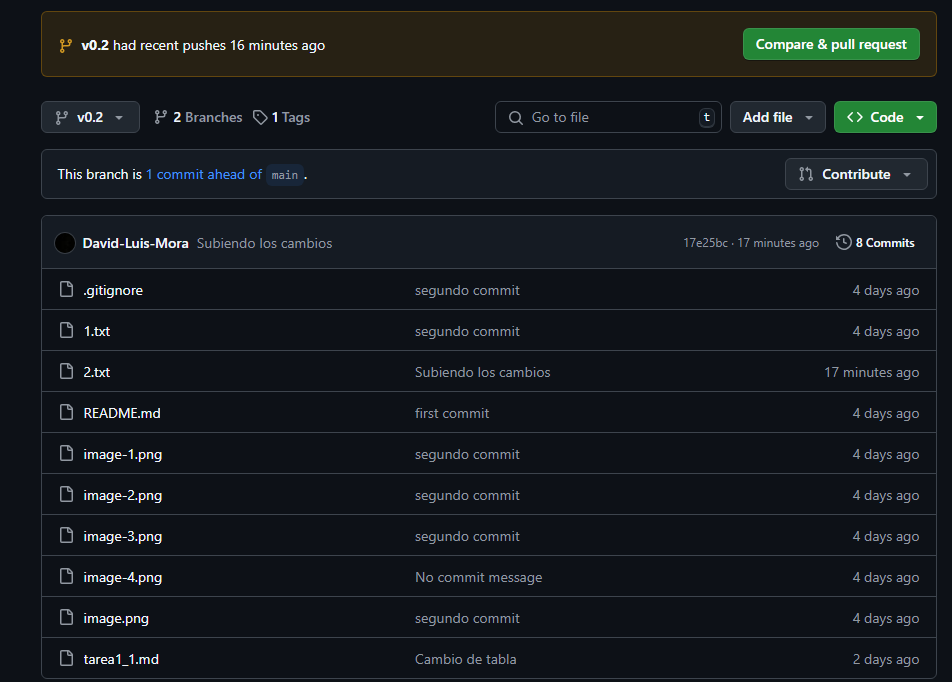 v0.2 had recent pushes 16 minutes ago Compare & pull request
v0.2 2 Branches 1 Tags Go to file t Add file Code
This branch is 1 commit ahead of main . Contribute
David-Luis-Mora Subiendo los cambios 17e25bc · 17 minutes ago 8 Commits
.gitignore segundo commit 4 days ago
1.txt segundo commit 4 days ago
2.txt Subiendo los cambios 17 minutes ago
README.md first commit 4 days ago
image-1.png segundo commit 4 days ago
image-2.png segundo commit 4 days ago
image-3.png segundo commit 4 days ago
image-4.png No commit message 4 days ago
image.png segundo commit 4 days ago
tarea1_1.md Cambio de tabla 2 days ago